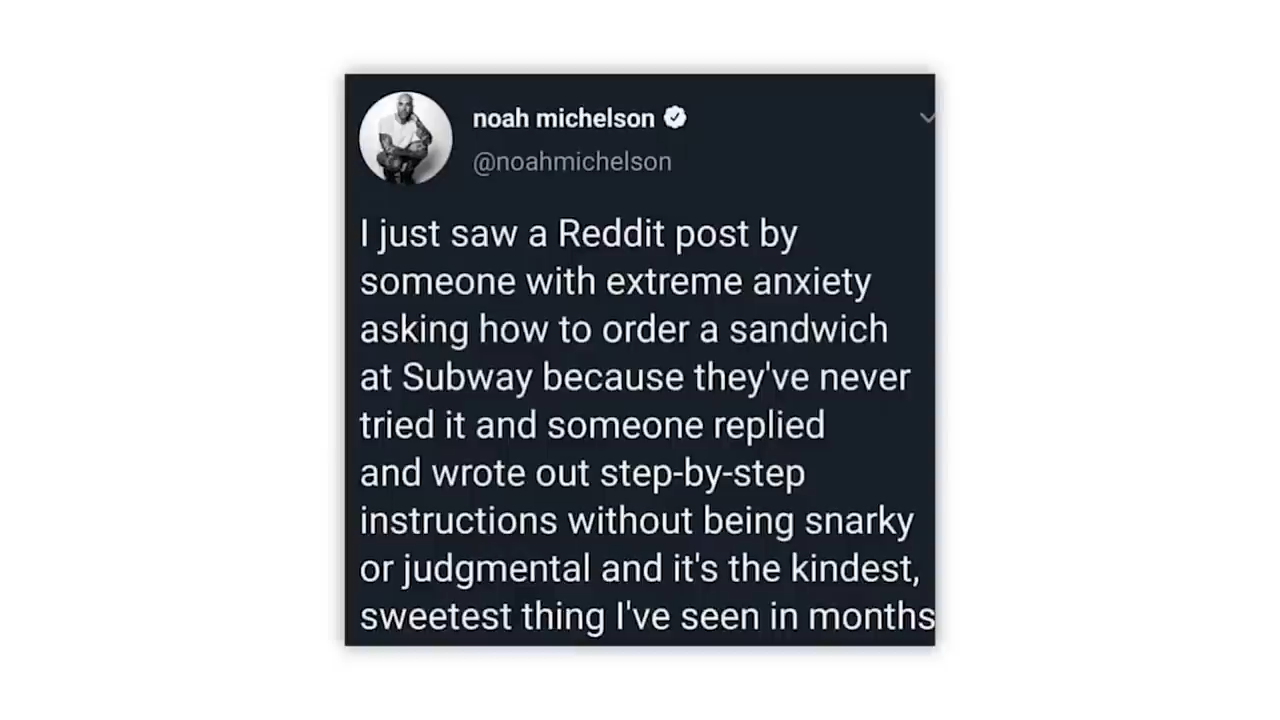 noah michelson
@noahmichelson
I just saw a Reddit post by
someone with extreme anxiety
asking how to order a sandwich
at Subway because they've never
tried it and someone replied
and wrote out step-by-step
instructions without being snarky
or judgmental and it's the kindest,
sweetest thing I've seen in months